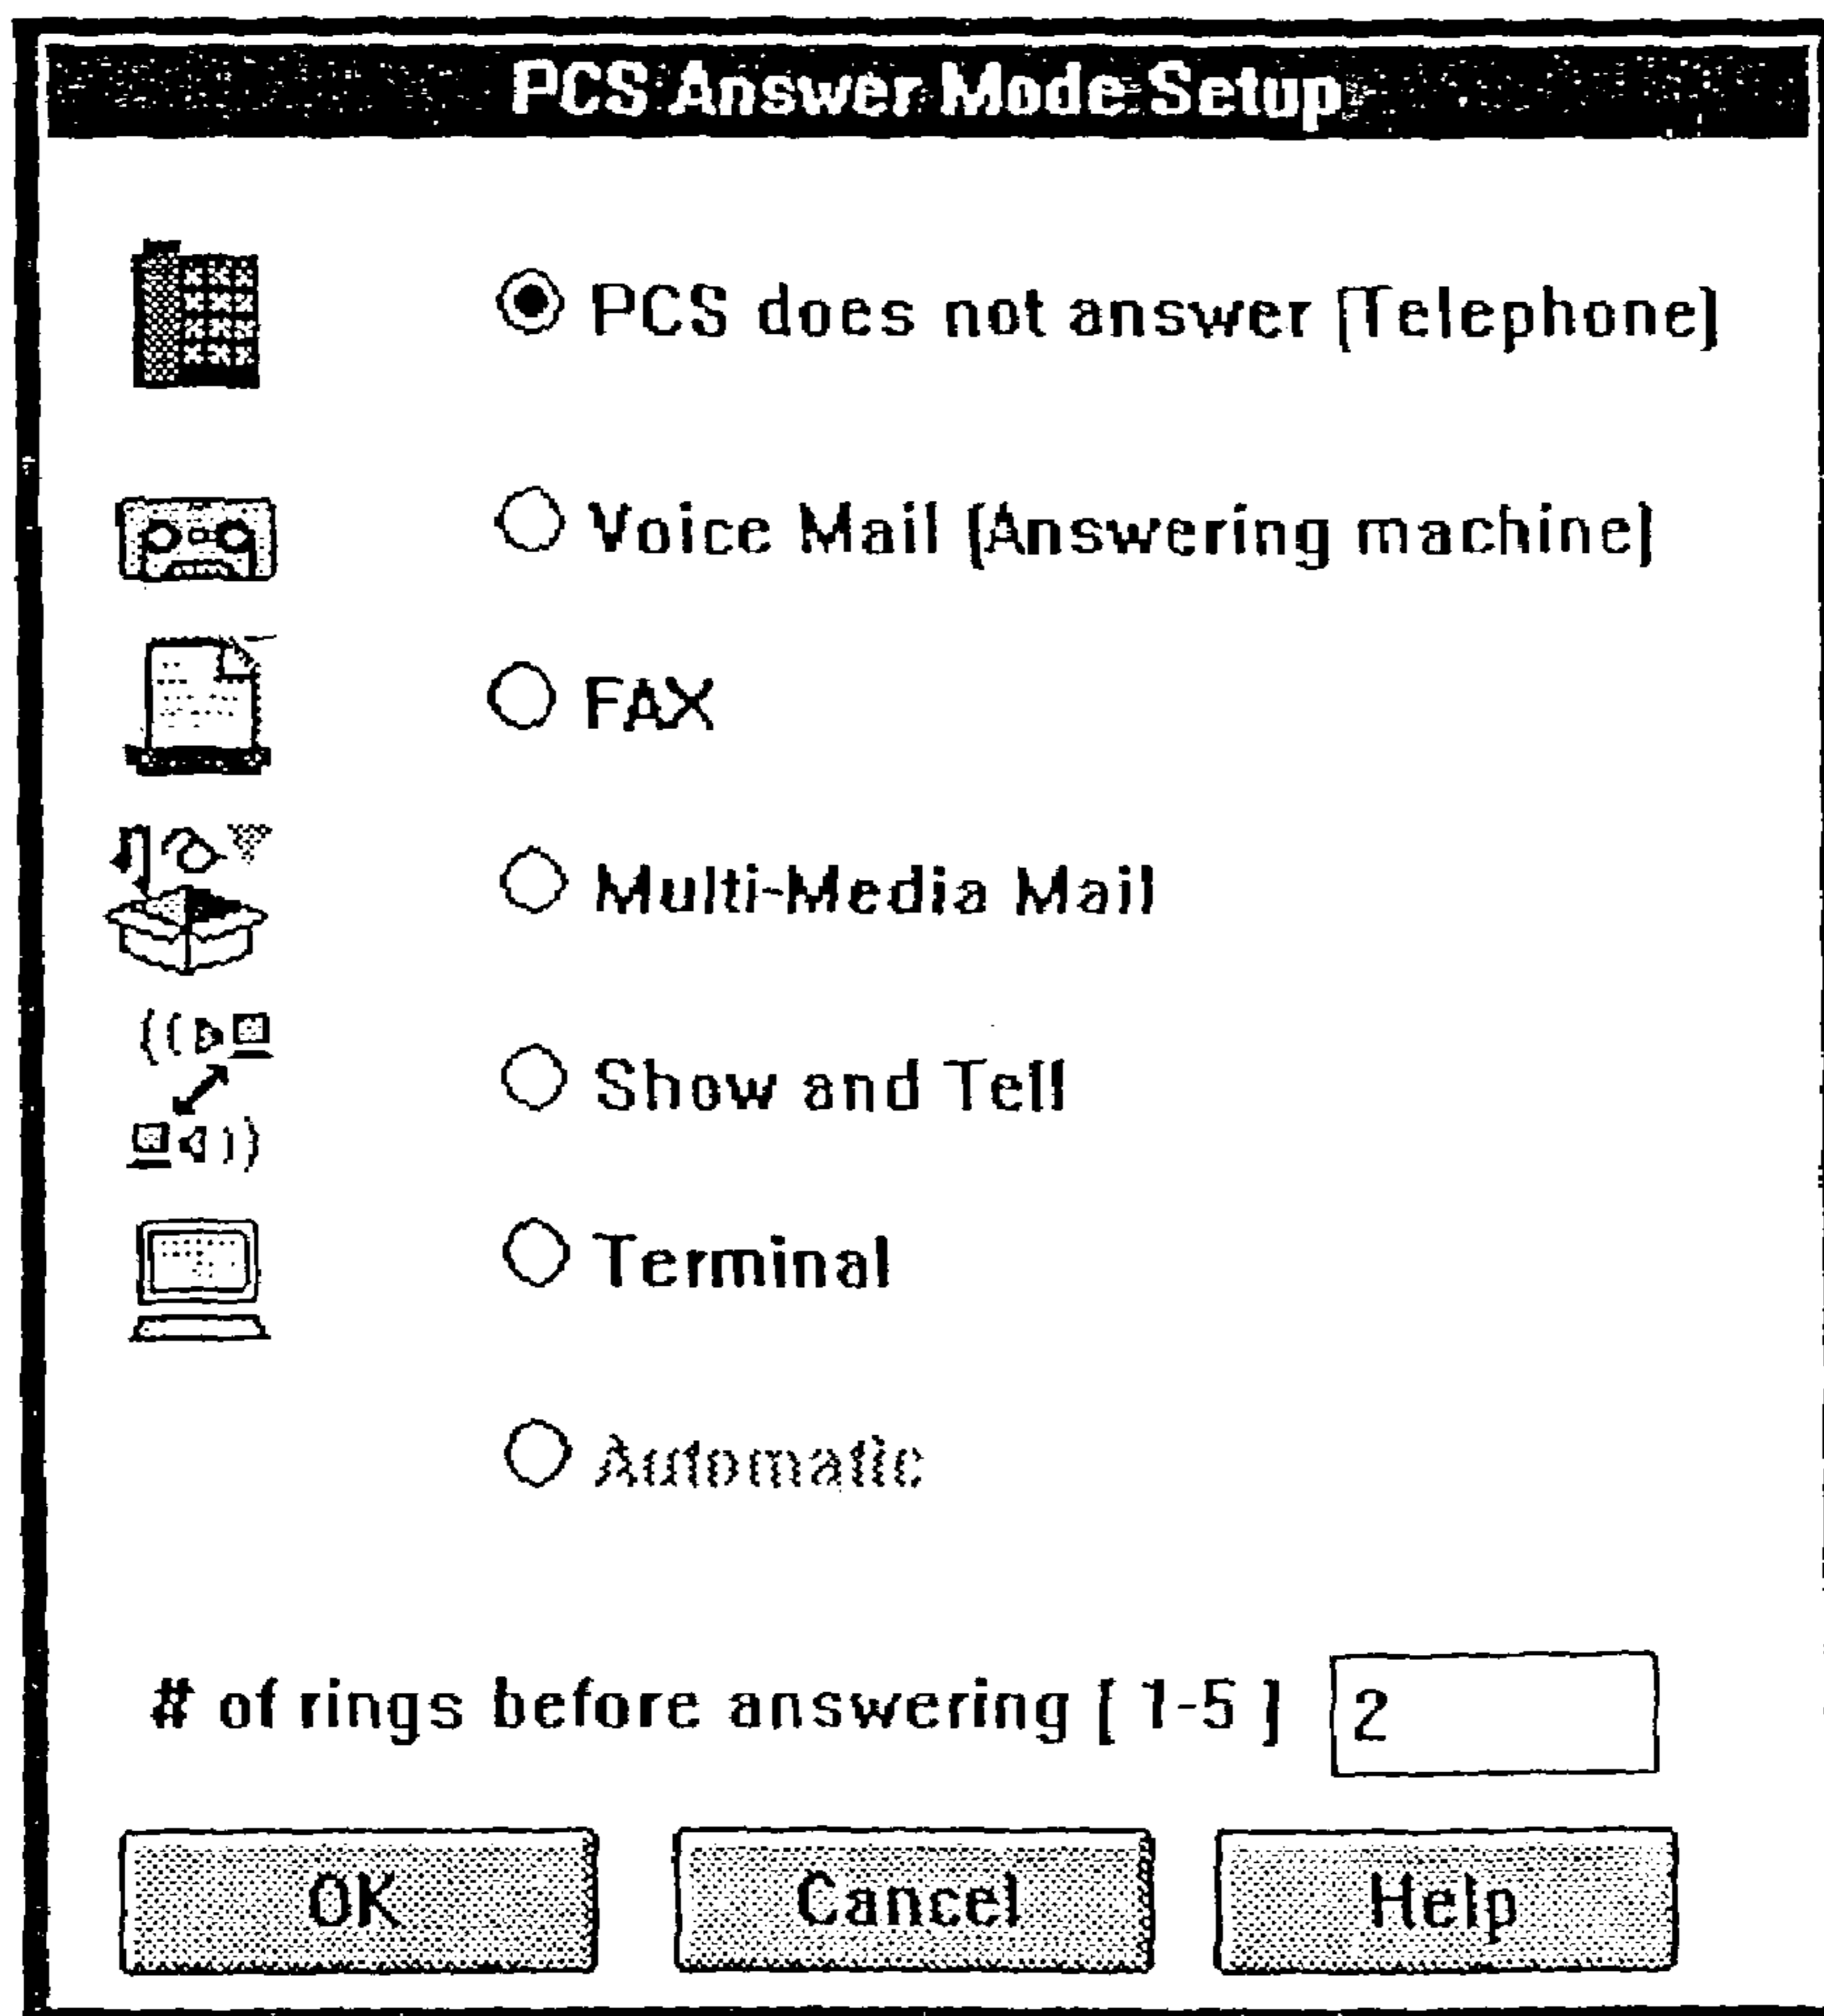 PCS Answer Mode Setup
PCS does not answer (Telephone)
Voice Mail (Answering machine)
FAX
Multi-Media Mail
Show and Tell
Terminal
Automatic
# of rings before answering ( 1-5 ) 2
OK Cancel Help